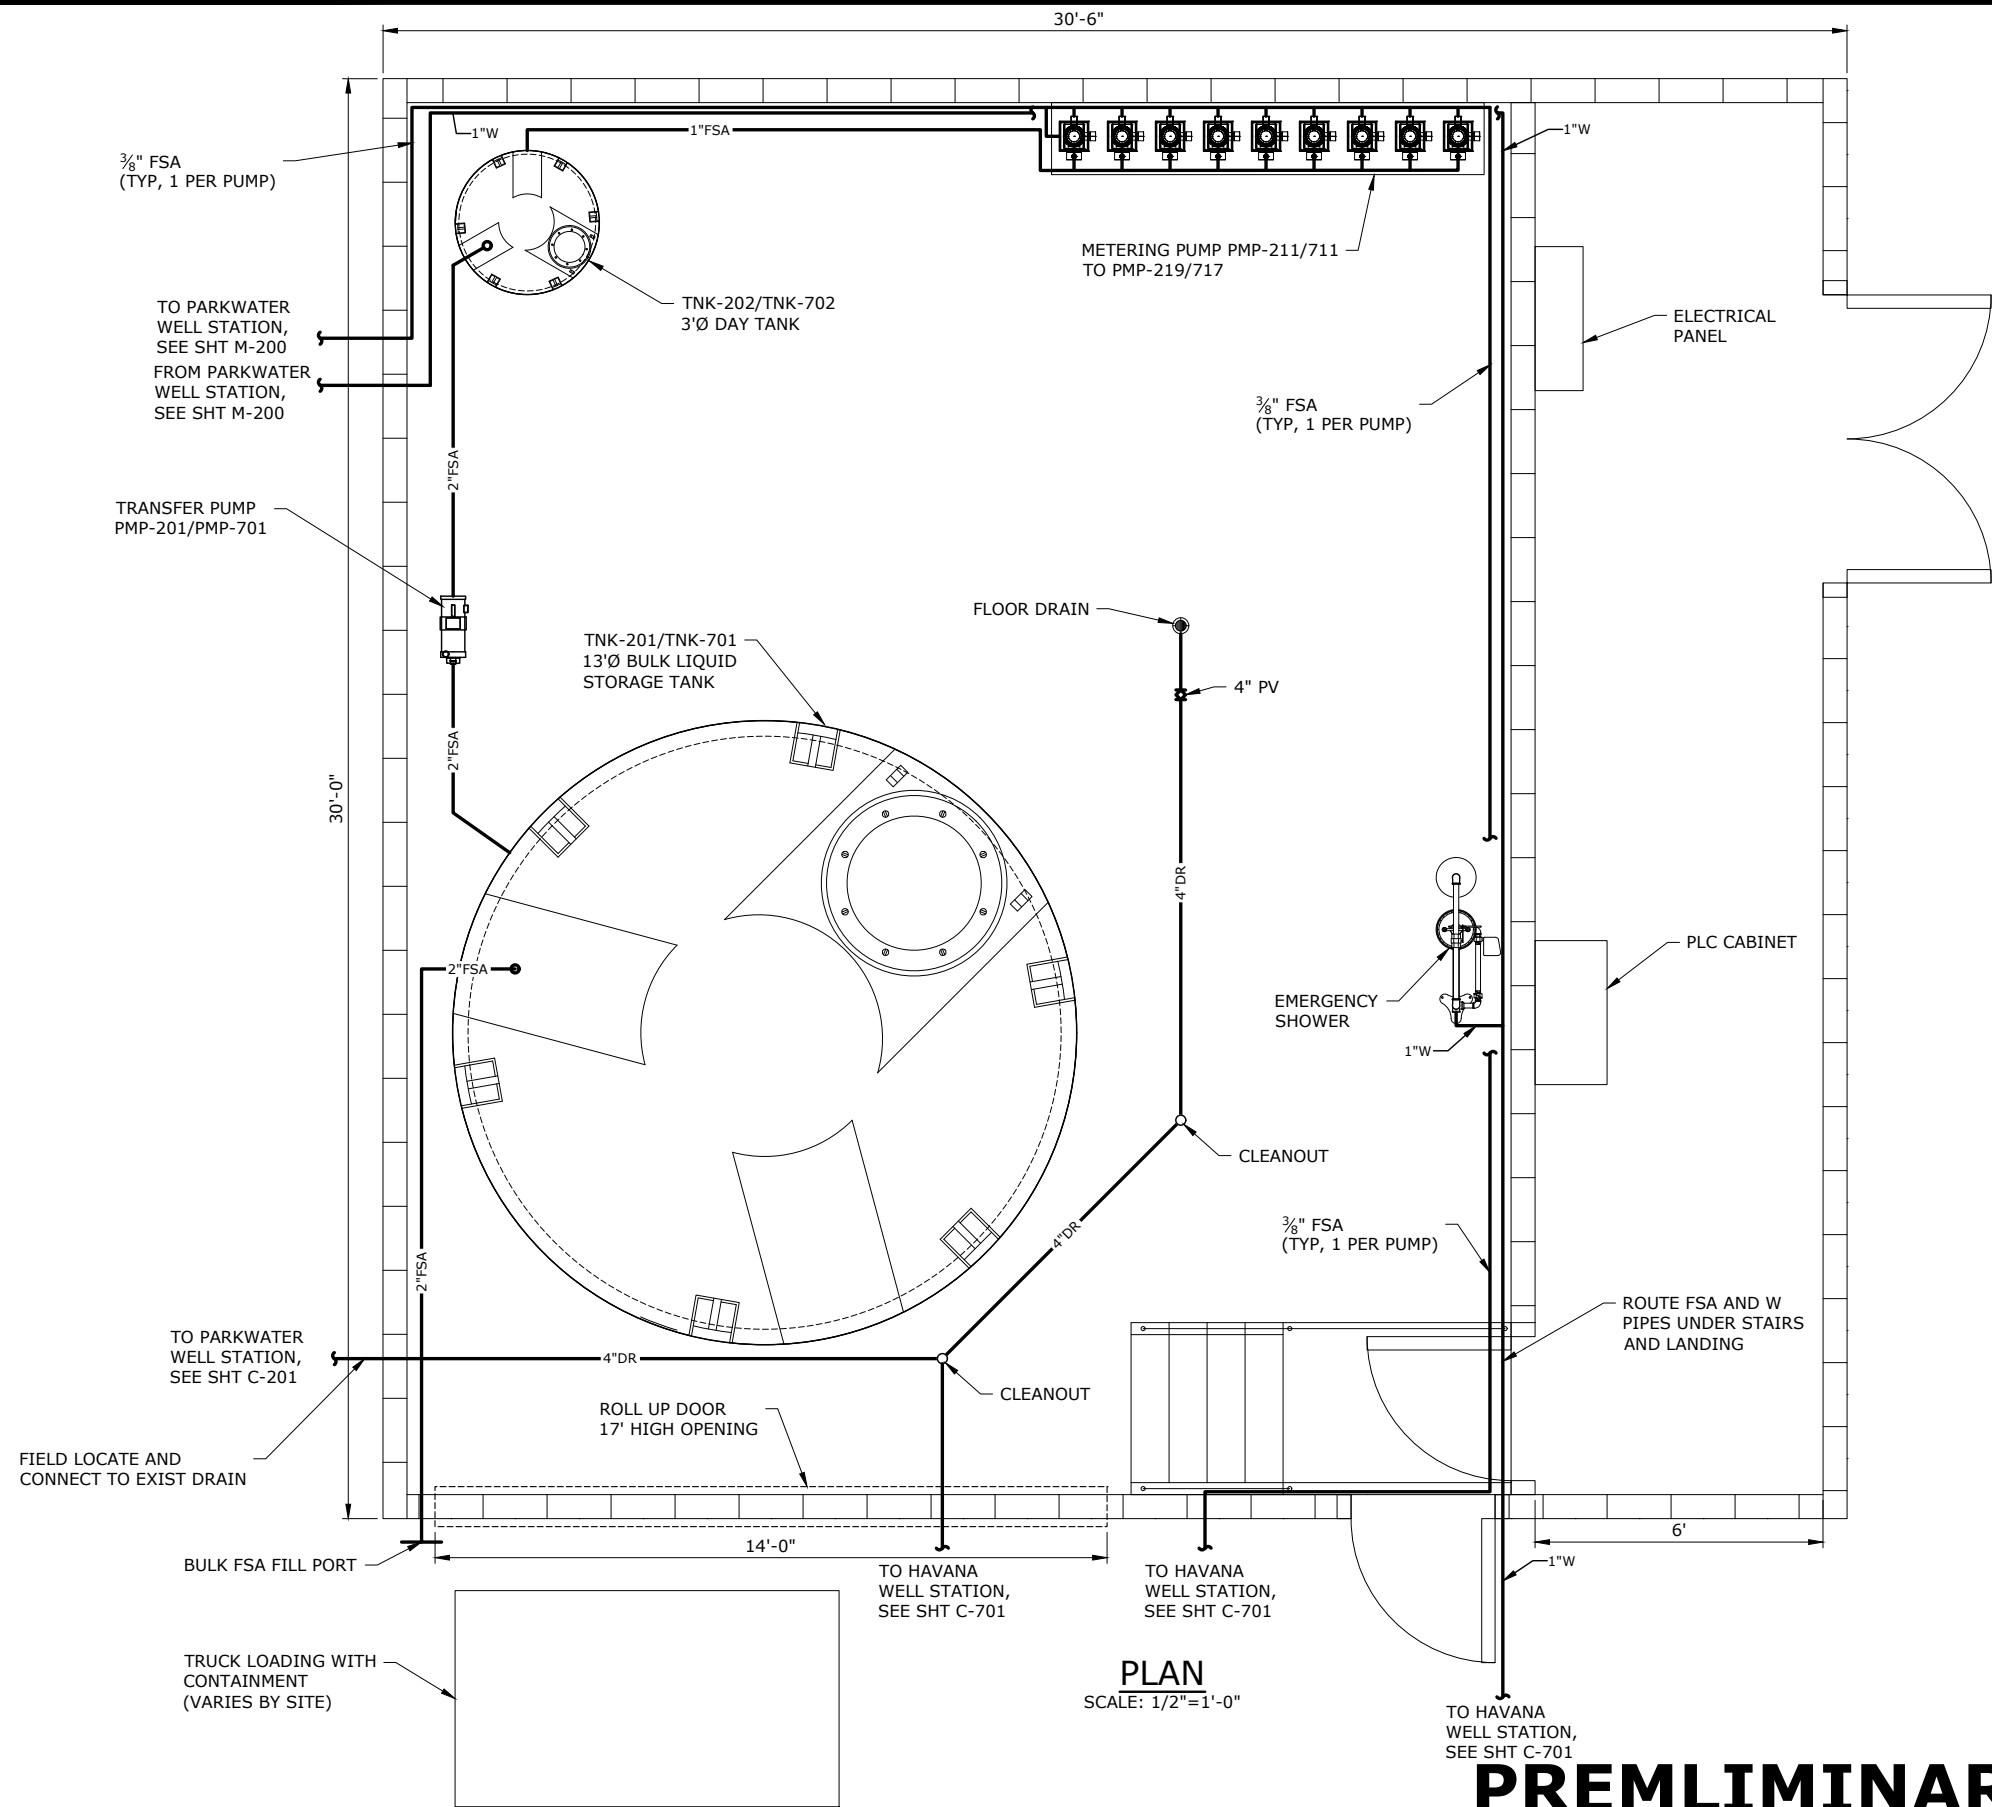 30'-6"
1"W
1"FSA
1"W
⅜" FSA
(TYP, 1 PER PUMP)
METERING PUMP PMP-211/711
TO PMP-219/717
TNK-202/TNK-702
3'Ø DAY TANK
TO PARKWATER
WELL STATION,
SEE SHT M-200
FROM PARKWATER
WELL STATION,
SEE SHT M-200
ELECTRICAL
PANEL
⅜" FSA
(TYP, 1 PER PUMP)
2"FSA
TRANSFER PUMP
PMP-201/PMP-701
FLOOR DRAIN
TNK-201/TNK-701
13'Ø BULK LIQUID
STORAGE TANK
4" PV
2"FSA
30'-0"
4"DR
PLC CABINET
2"FSA
EMERGENCY
SHOWER
1"W
CLEANOUT
⅜" FSA
(TYP, 1 PER PUMP)
4"DR
2"FSA
ROUTE FSA AND W
PIPES UNDER STAIRS
AND LANDING
TO PARKWATER
WELL STATION,
SEE SHT C-201
4"DR
CLEANOUT
ROLL UP DOOR
17' HIGH OPENING
FIELD LOCATE AND
CONNECT TO EXIST DRAIN
6'
14'-0"
BULK FSA FILL PORT
1"W
TO HAVANA
WELL STATION,
SEE SHT C-701
TO HAVANA
WELL STATION,
SEE SHT C-701
TRUCK LOADING WITH
CONTAINMENT
(VARIES BY SITE)
PLAN
SCALE: 1/2"=1'-0"
TO HAVANA
WELL STATION,
SEE SHT C-701
PREMLIMINAR